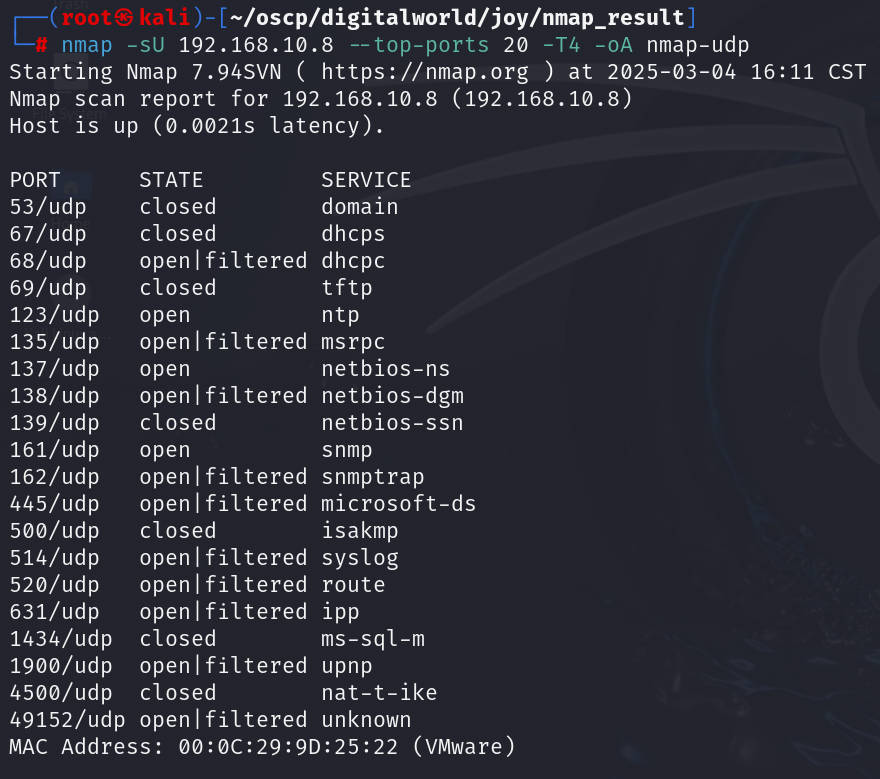 ┌──(root㉿kali)-[~/oscp/digitalworld/joy/nmap_result]
└─# nmap -sU 192.168.10.8 --top-ports 20 -T4 -oA nmap-udp
Starting Nmap 7.94SVN ( https://nmap.org ) at 2025-03-04 16:11 CST
Nmap scan report for 192.168.10.8 (192.168.10.8)
Host is up (0.0021s latency).

PORT      STATE         SERVICE
53/udp    closed        domain
67/udp    closed        dhcps
68/udp    open|filtered dhcpc
69/udp    closed        tftp
123/udp   open          ntp
135/udp   open|filtered msrpc
137/udp   open          netbios-ns
138/udp   open|filtered netbios-dgm
139/udp   closed        netbios-ssn
161/udp   open          snmp
162/udp   open|filtered snmptrap
445/udp   open|filtered microsoft-ds
500/udp   closed        isakmp
514/udp   open|filtered syslog
520/udp   open|filtered route
631/udp   open|filtered ipp
1434/udp  closed        ms-sql-m
1900/udp  open|filtered upnp
4500/udp  closed        nat-t-ike
49152/udp open|filtered unknown
MAC Address: 00:0C:29:9D:25:22 (VMware)